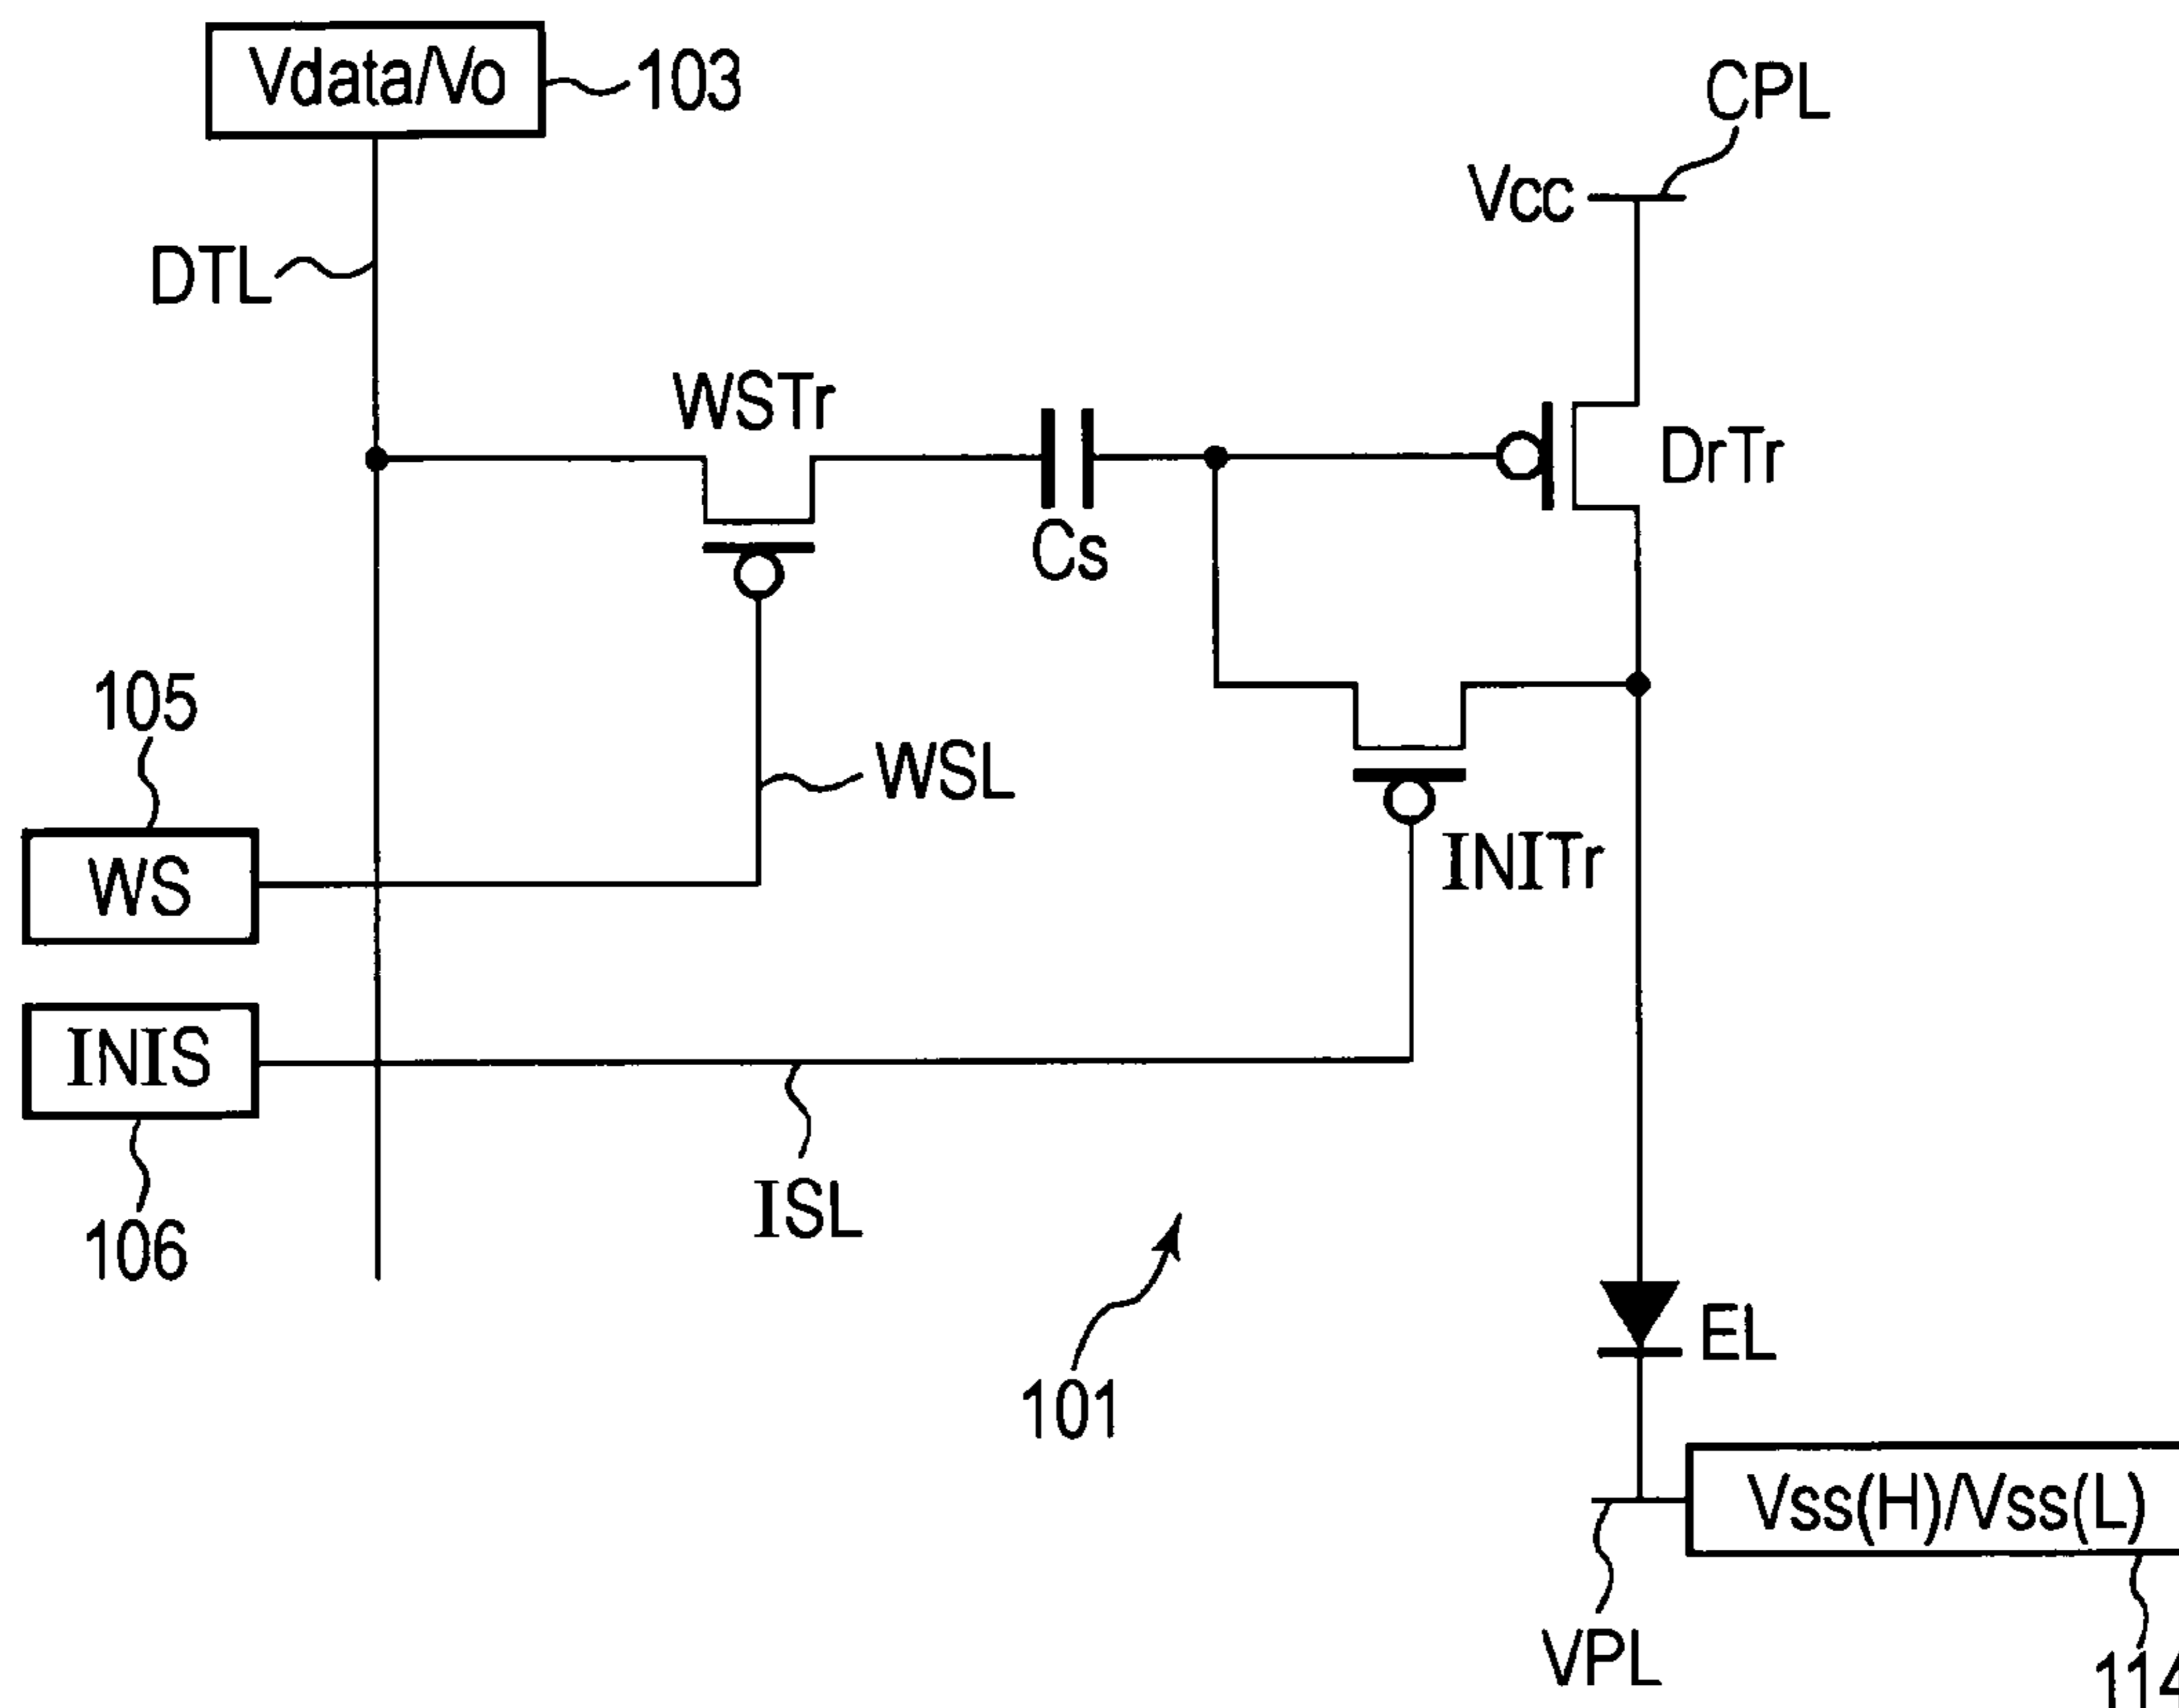 Vdata/Vo
103
CPL
Vcc
DTL
WSTr
DrTr
Cs
105
WSL
WS
INITr
INIS
ISL
106
101
EL
Vss(H)/Vss(L)
VPL
114